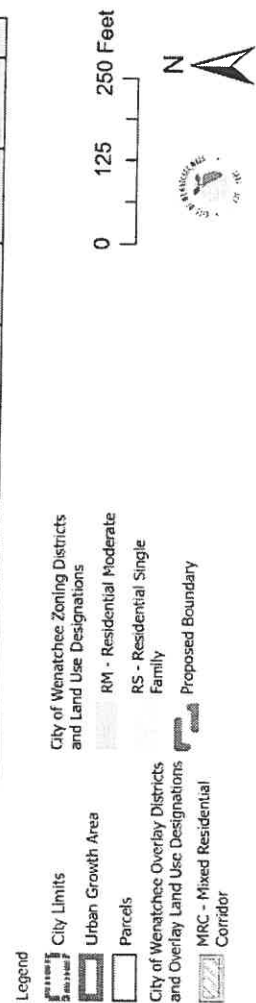 Legend
City Limits
Urban Growth Area
Parcels
City of Wenatchee Overlay Districts
and Overlay Land Use Designations
MRC - Mixed Residential
Corridor
City of Wenatchee Zoning Districts
and Land Use Designations
RM - Residential Moderate
RS - Residential Single
Family
Proposed Boundary
0 125 250 Feet
N